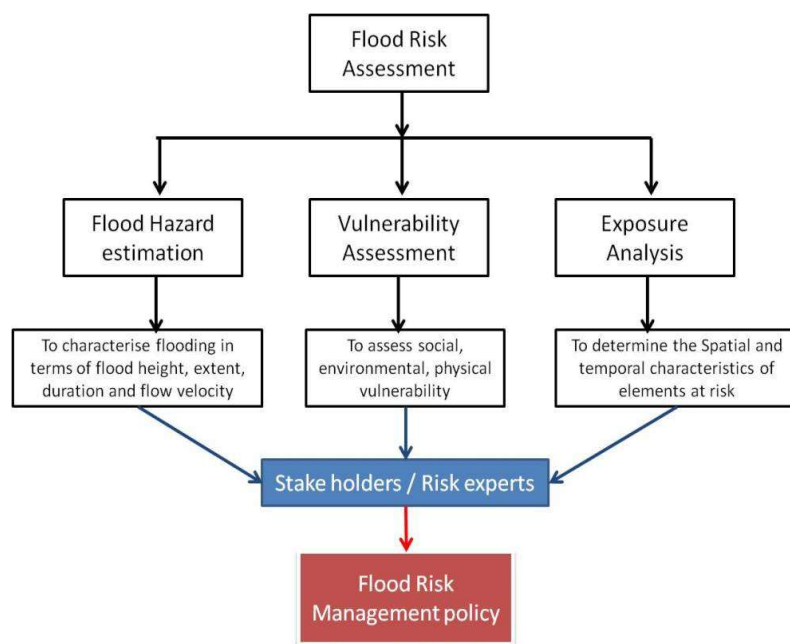 Flood Risk
Assessment
Flood Hazard
estimation
Vulnerability
Assessment
Exposure
Analysis
To characterise flooding in
terms of flood height, extent,
duration and flow velocity
To assess social,
environmental, physical
vulnerability
To determine the Spatial and
temporal characteristics of
elements at risk
Stake holders / Risk experts
Flood Risk
Management policy